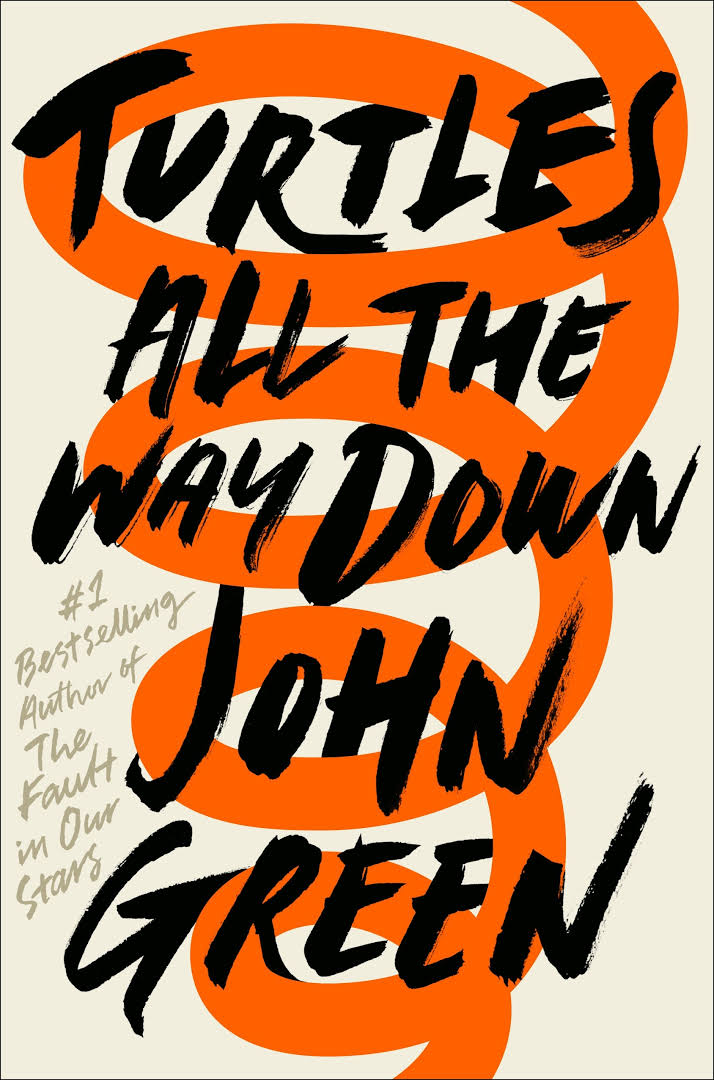 TURTLES
ALL THE
WAY DOWN
#1
Bestselling
Author of
The
Fault
in Our
Stars
JOHN
GREEN